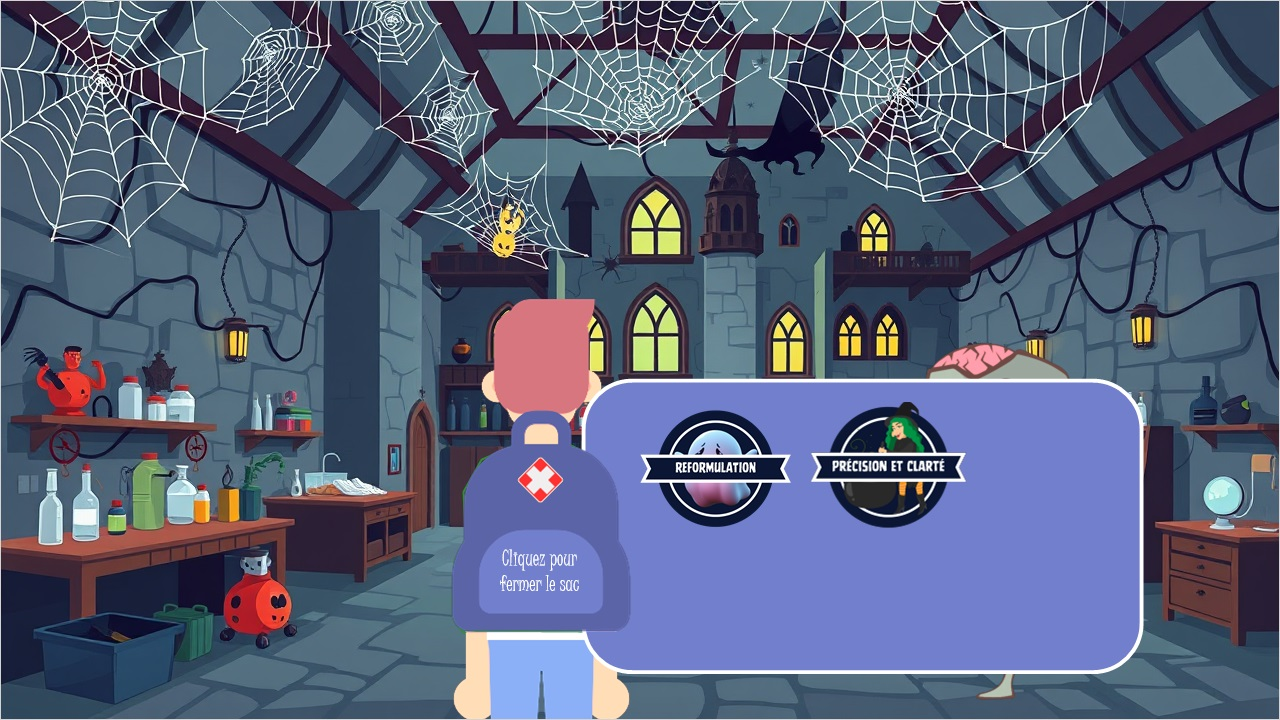 REFORMULATION
PRÉCISION ET CLARTÉ
Cliquez pour
fermer le sac